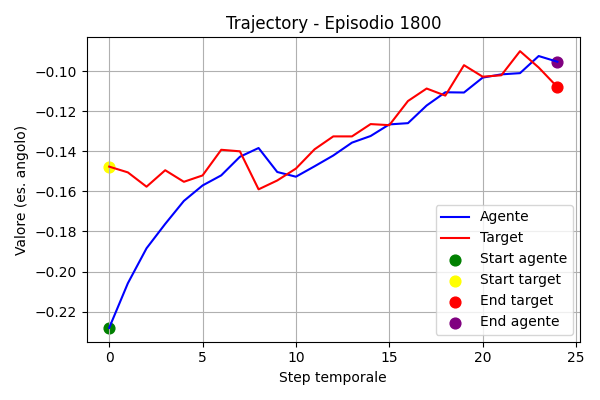 Trajectory - Episodio 1800
Valore (es. angolo)
−0.10
−0.12
−0.14
−0.16
−0.18
−0.20
−0.22
0
5
10
15
20
25
Step temporale
Agente
Target
Start agente
Start target
End target
End agente